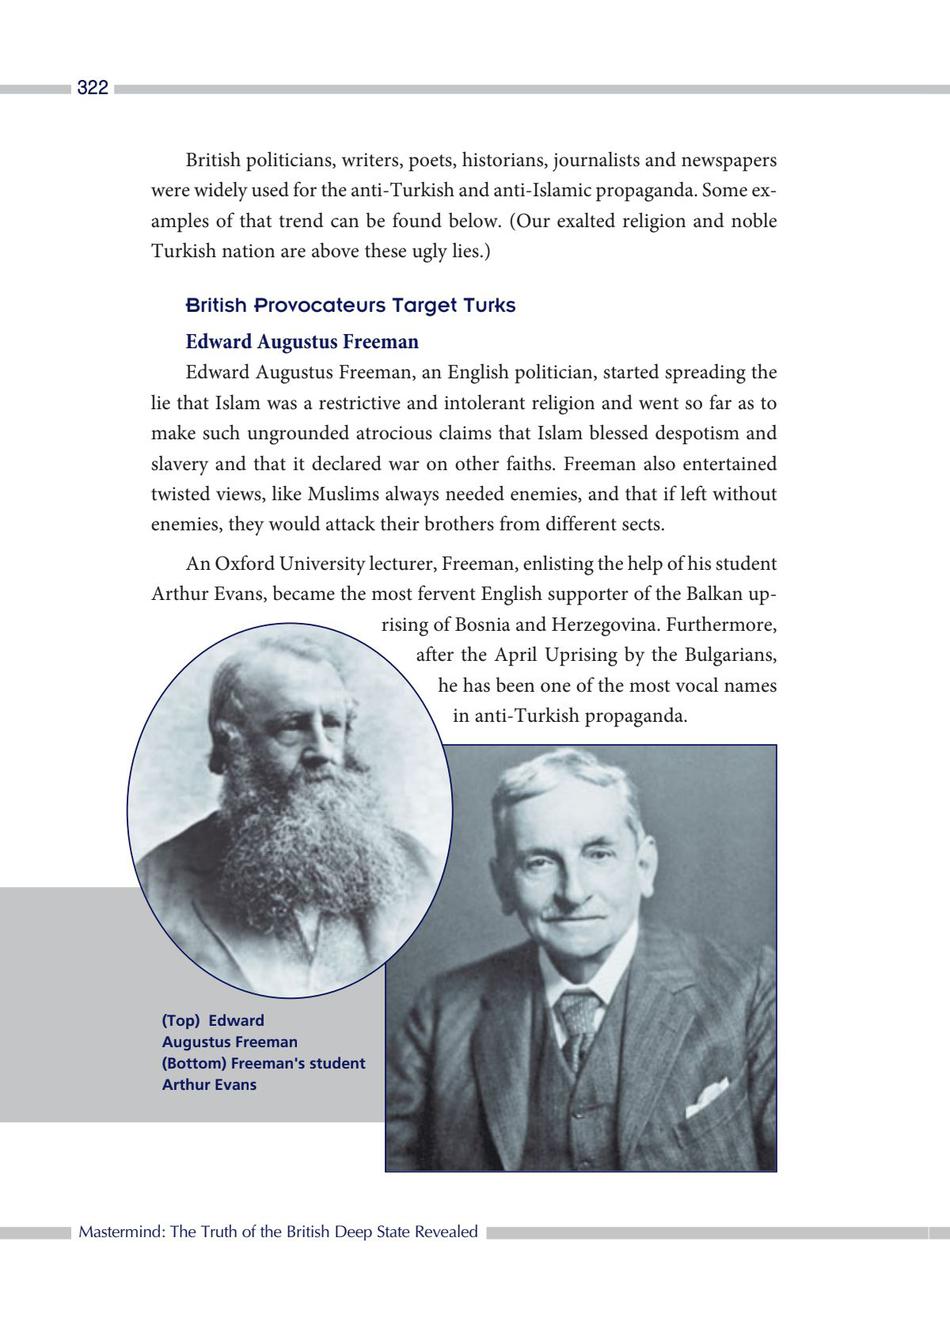 322
British politicians, writers, poets, historians, journalists and newspapers
were widely used for the anti-Turkish and anti-Islamic propaganda. Some ex-
amples of that trend can be found below. (Our exalted religion and noble
Turkish nation are above these ugly lies.)
British Provocateurs Target Turks
Edward Augustus Freeman
Edward Augustus Freeman, an English politician, started spreading the
lie that Islam was a restrictive and intolerant religion and went so far as to
make such ungrounded atrocious claims that Islam blessed despotism and
slavery and that it declared war on other faiths. Freeman also entertained
twisted views, like Muslims always needed enemies, and that if left without
enemies, they would attack their brothers from different sects.
An Oxford University lecturer, Freeman, enlisting the help of his student
Arthur Evans, became the most fervent English supporter of the Balkan up-
rising of Bosnia and Herzegovina. Furthermore,
after the April Uprising by the Bulgarians,
he has been one of the most vocal names
in anti-Turkish propaganda.
(Top) Edward
Augustus Freeman
(Bottom) Freeman's student
Arthur Evans
Mastermind: The Truth of the British Deep State Revealed